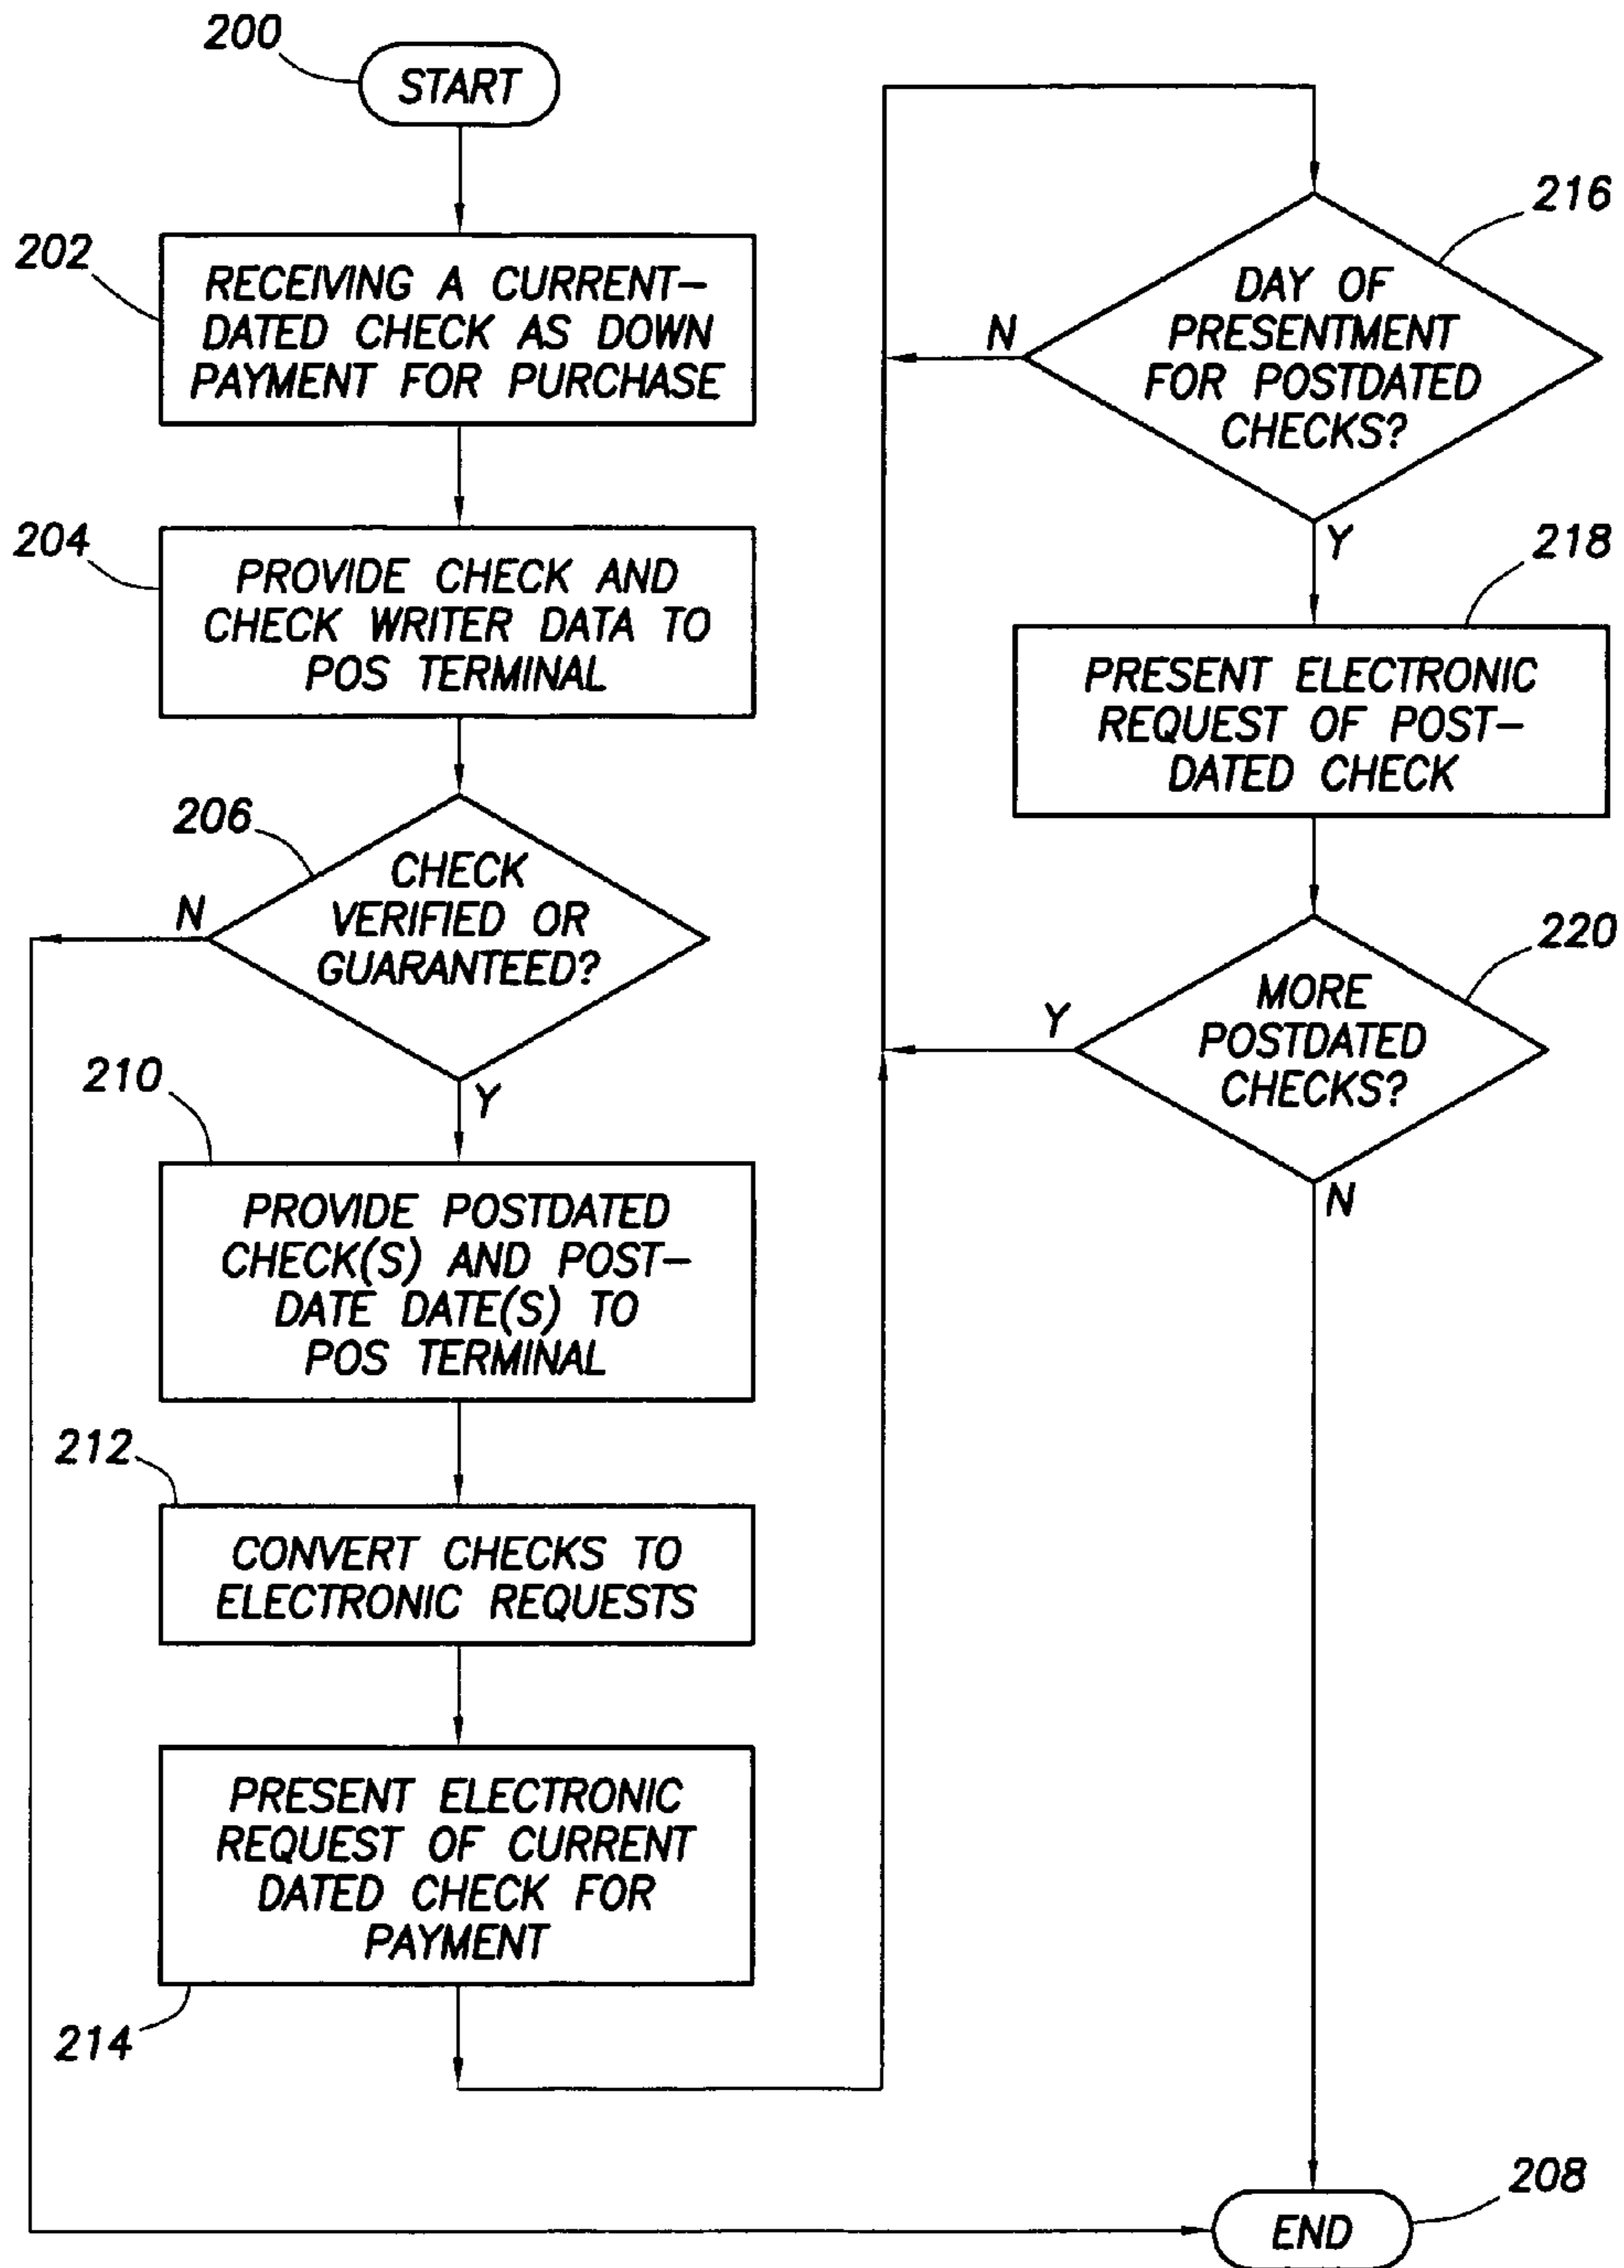 200
START
202
RECEIVING A CURRENT-
DATED CHECK AS DOWN
PAYMENT FOR PURCHASE
204
PROVIDE CHECK AND
CHECK WRITER DATA TO
POS TERMINAL
206
CHECK
VERIFIED OR
GUARANTEED?
N
Y
210
PROVIDE POSTDATED
CHECK(S) AND POST-
DATE DATE(S) TO
POS TERMINAL
212
CONVERT CHECKS TO
ELECTRONIC REQUESTS
PRESENT ELECTRONIC
REQUEST OF CURRENT
DATED CHECK FOR
PAYMENT
214
216
DAY OF
PRESENTMENT
FOR POSTDATED
CHECKS?
N
Y
218
PRESENT ELECTRONIC
REQUEST OF POST-
DATED CHECK
220
MORE
POSTDATED
CHECKS?
Y
N
208
END